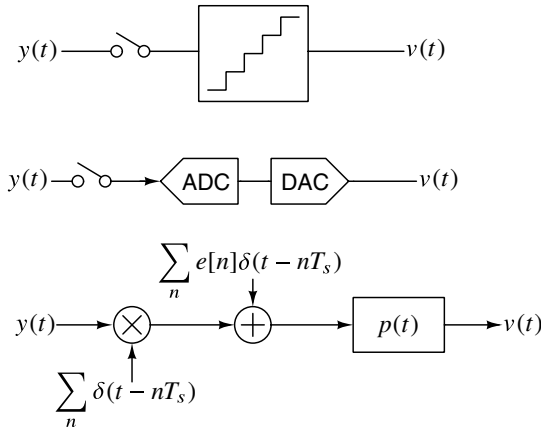 y(t) v(t)
y(t) ADC DAC v(t)
∑ₙ e[n]δ(t − nTₛ)
y(t) × + p(t) v(t)
∑ₙ δ(t − nTₛ)